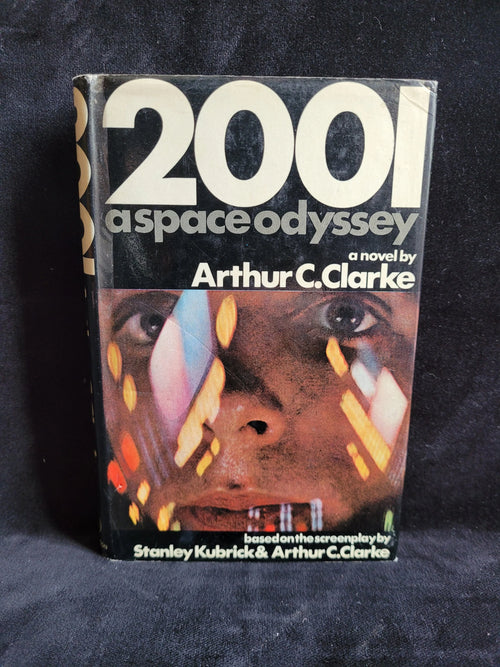 2001
a space odyssey
a novel by
Arthur C. Clarke
based on the screenplay by
Stanley Kubrick & Arthur C. Clarke